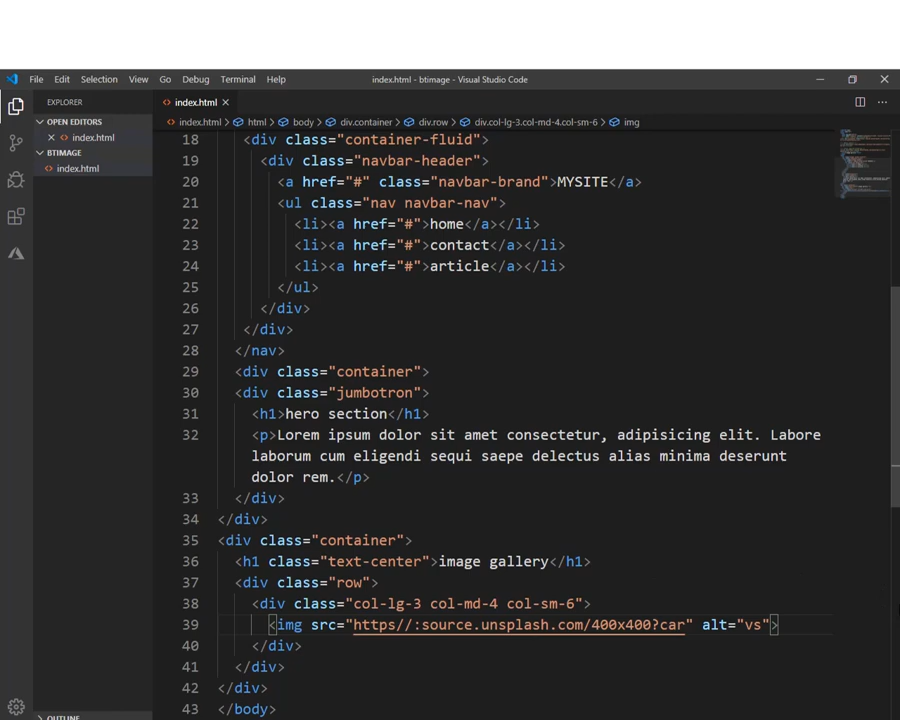 File Edit Selection View Go Debug Terminal Help index.html - btimage - Visual Studio Code
EXPLORER
OPEN EDITORS
index.html
BTIMAGE
index.html
OUTLINE
index.html
index.html > html > body > div.container > div.row > div.col-lg-3.col-md-4.col-sm-6 > img
18 <div class="container-fluid">
19 <div class="navbar-header">
20 <a href="#" class="navbar-brand">MYSITE</a>
21 <ul class="nav navbar-nav">
22 <li><a href="#">home</a></li>
23 <li><a href="#">contact</a></li>
24 <li><a href="#">article</a></li>
25 </ul>
26 </div>
27 </div>
28 </nav>
29 <div class="container">
30 <div class="jumbotron">
31 <h1>hero section</h1>
32 <p>Lorem ipsum dolor sit amet consectetur, adipisicing elit. Labore
laborum cum eligendi sequi saepe delectus alias minima deserunt
dolor rem.</p>
33 </div>
34 </div>
35 <div class="container">
36 <h1 class="text-center">image gallery</h1>
37 <div class="row">
38 <div class="col-lg-3 col-md-4 col-sm-6">
39 <img src="https//:source.unsplash.com/400x400?car" alt="vs">
40 </div>
41 </div>
42 </div>
43 </body>